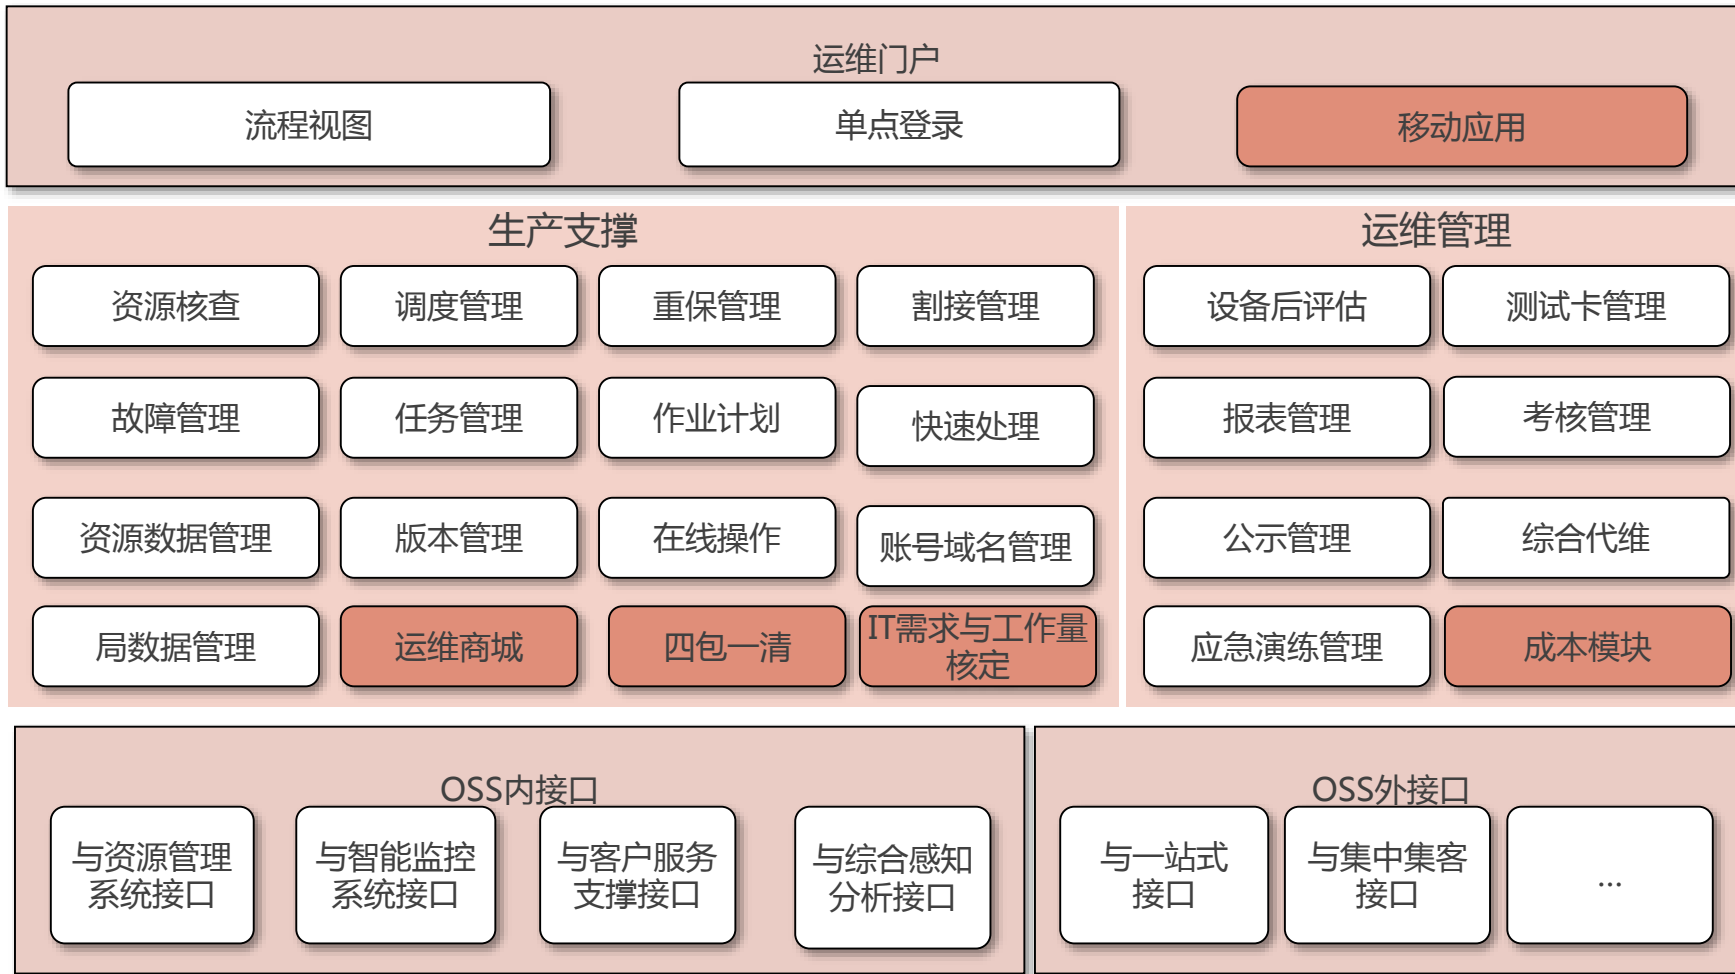 运维门户
流程视图
单点登录
移动应用
生产支撑
资源核查
调度管理
重保管理
割接管理
故障管理
任务管理
作业计划
快速处理
资源数据管理
版本管理
在线操作
账号域名管理
局数据管理
运维商城
四包一清
IT需求与工作量
核定
运维管理
设备后评估
测试卡管理
报表管理
考核管理
公示管理
综合代维
应急演练管理
成本模块
OSS内接口
与资源管理
系统接口
与智能监控
系统接口
与客户服务
支撑接口
与综合感知
分析接口
OSS外接口
与一站式
接口
与集中集客
接口
...